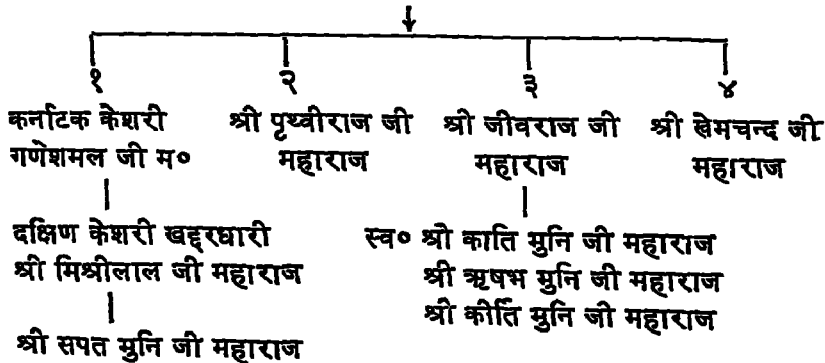 १ २ ३ ४
कर्नाटक केशरी श्री पृथ्वीराज जी श्री जीवराज जी श्री खेमचन्द जी
गणेशमल जी म० महाराज महाराज महाराज
दक्षिण केशरी खद्दरधारी स्व० श्री काति मुनि जी महाराज
श्री मिश्रीलाल जी महाराज श्री ऋषभ मुनि जी महाराज
श्री कीर्ति मुनि जी महाराज
श्री सपत मुनि जी महाराज